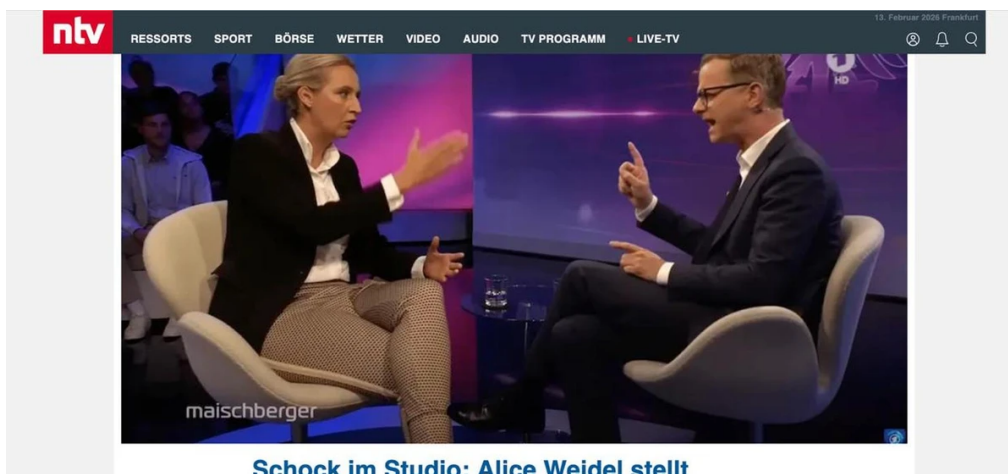 ntv
RESSORTS SPORT BÖRSE WETTER VIDEO AUDIO TV PROGRAMM LIVE-TV
13. Februar 2026 Frankfurt
HD
maischberger
Schock im Studio: Alice Weidel stellt